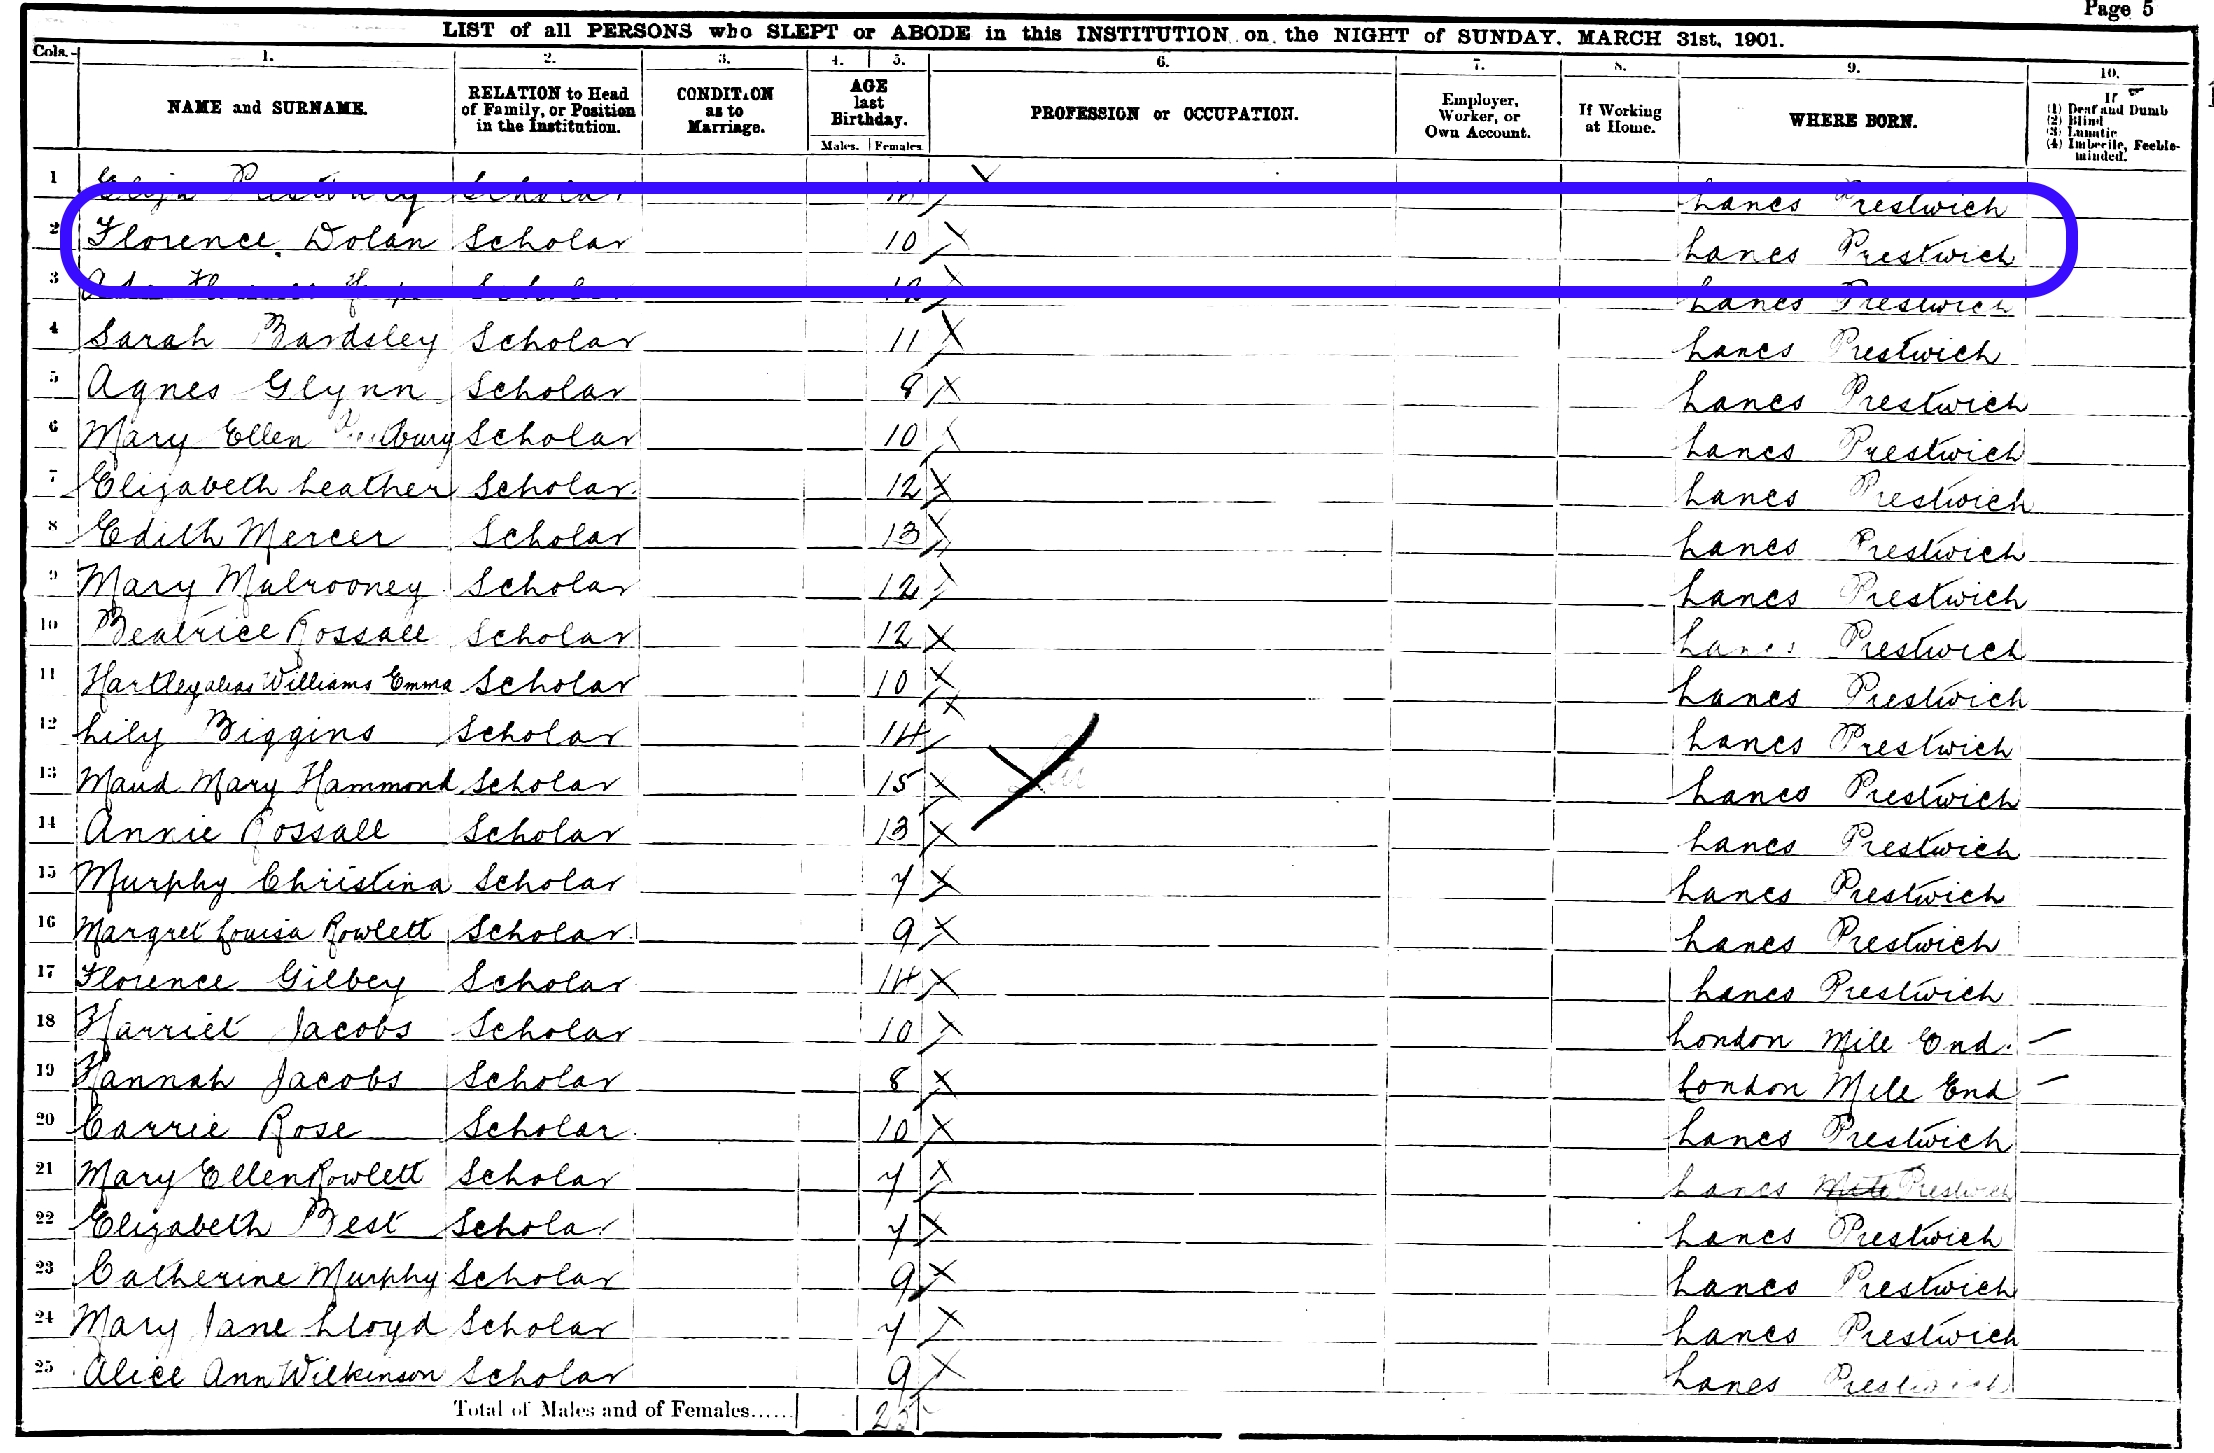 Page 5
LIST of all PERSONS who SLEPT or ABODE in this INSTITUTION on the NIGHT of SUNDAY, MARCH 31st, 1901.
Cols. 1. 2. 3. 4. 5. 6. 7. 8. 9. 10.
NAME and SURNAME. RELATION to Head of Family, or Position in the Institution. CONDITION as to Marriage. AGE last Birthday. Males. Females. PROFESSION or OCCUPATION. Employer, Worker, or Own Account. If Working at Home. WHERE BORN. If (1) Deaf and Dumb (2) Blind (3) Lunatic (4) Imbecile, Feeble-minded.
1 Scholar Lancs Prestwich
2 Florence Dolan Scholar 10 Lancs Prestwich
3 Scholar Lancs Prestwich
4 Sarah Bardsley Scholar 11 Lancs Prestwich
5 Agnes Glynn Scholar 8 Lancs Prestwich
6 Mary Ellen Scholar 10 Lancs Prestwich
7 Elizabeth Leather Scholar 12 Lancs Prestwich
8 Edith Mercer Scholar 13 Lancs Prestwich
9 Mary Mulrooney Scholar 12 Lancs Prestwich
10 Beatrice Rossall Scholar 12 Lancs Prestwich
11 Hartley alias Williams Emma Scholar 10 Lancs Prestwich
12 Lily Biggins Scholar 14 Lancs Prestwich
13 Maud Mary Hammond Scholar 15 Lancs Prestwich
14 Annie Rossall Scholar 13 Lancs Prestwich
15 Murphy Christina Scholar 7 Lancs Prestwich
16 Margret Louisa Rowlett Scholar 9 Lancs Prestwich
17 Florence Gilbey Scholar 14 Lancs Prestwich
18 Harriet Jacobs Scholar 10 London Mile End.
19 Hannah Jacobs Scholar 8 London Mile End
20 Carrie Rose Scholar 10 Lancs Prestwich
21 Mary Ellen Rowlett Scholar 7 Lancs Prestwich
22 Elizabeth Best Scholar 7 Lancs Prestwich
23 Catherine Murphy Scholar 9 Lancs Prestwich
24 Mary Jane Lloyd Scholar 7 Lancs Prestwich
25 Alice Ann Wilkinson Scholar 9 Lancs Prestwich
Total of Males and of Females...... 25